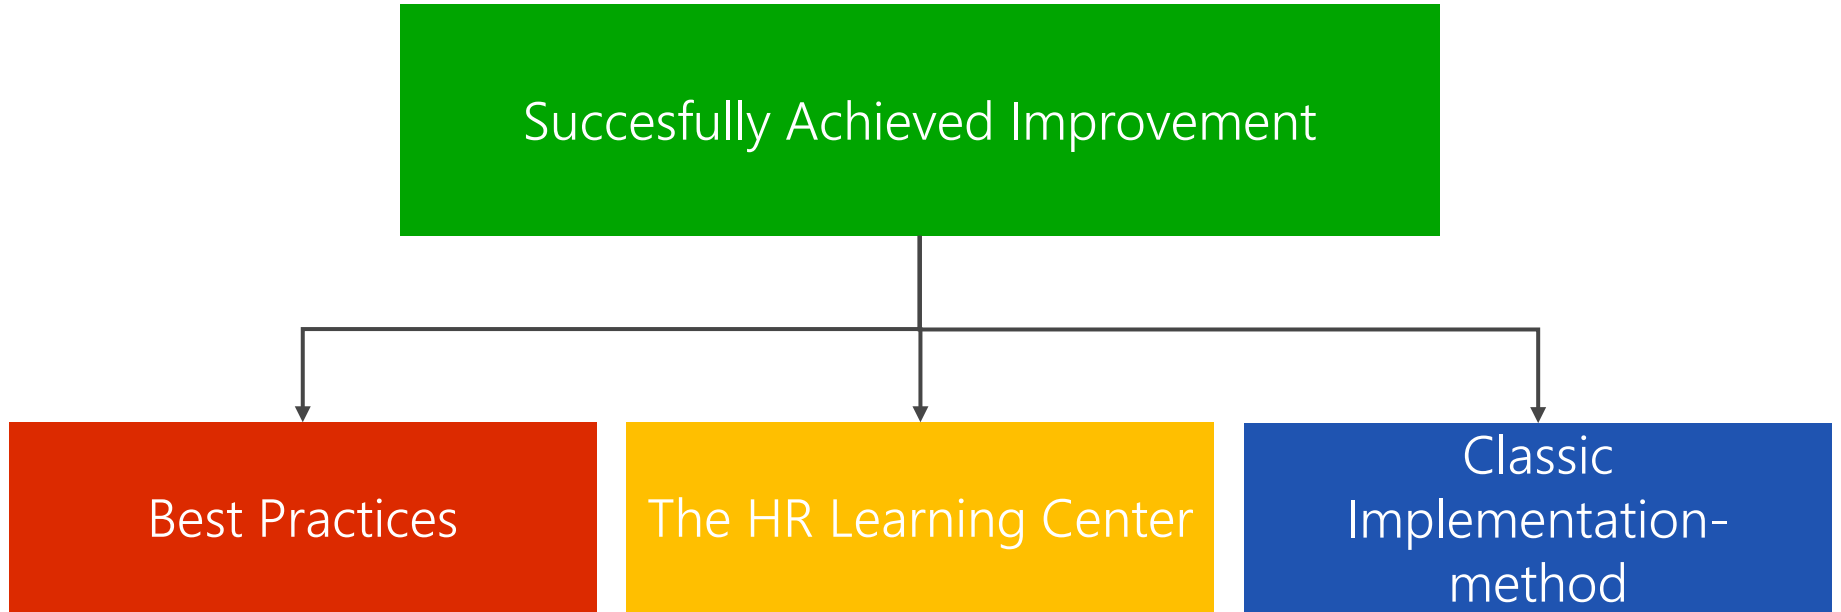 Succesfully Achieved Improvement
Best Practices
The HR Learning Center
Classic
Implementation-
method